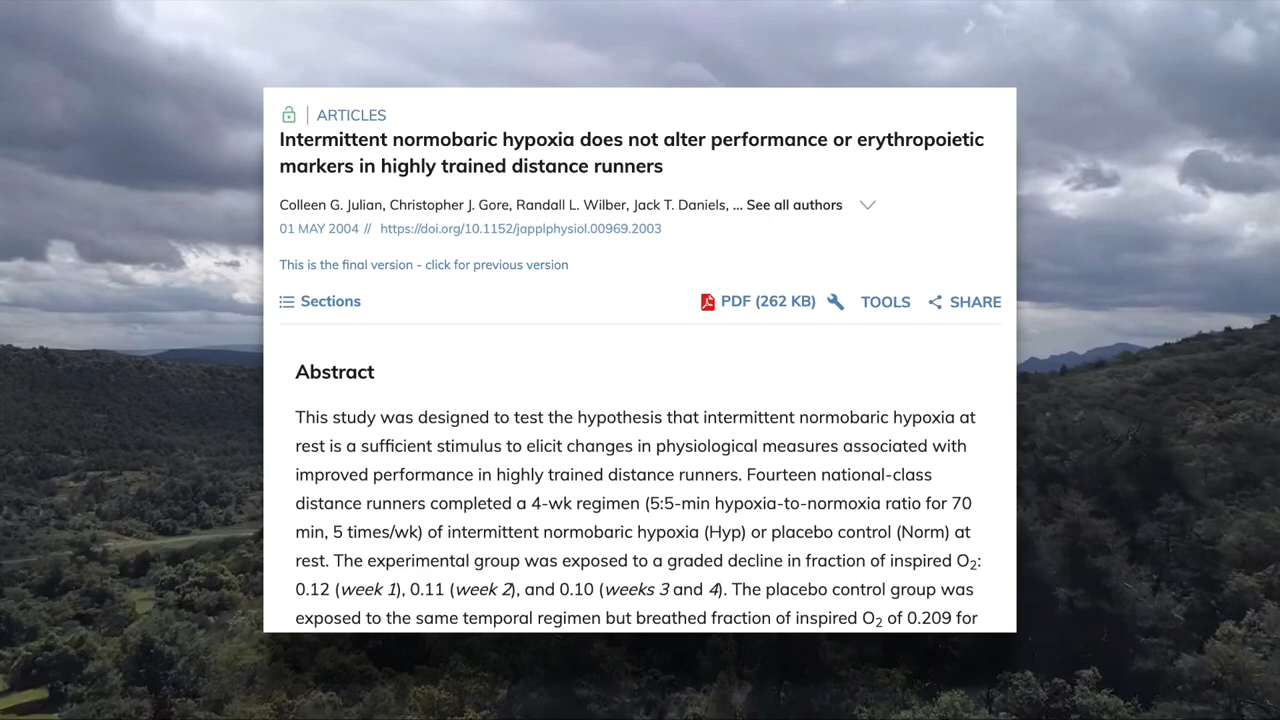 ARTICLES
Intermittent normobaric hypoxia does not alter performance or erythropoietic
markers in highly trained distance runners
Colleen G. Julian, Christopher J. Gore, Randall L. Wilber, Jack T. Daniels, ... See all authors
01 MAY 2004 // https://doi.org/10.1152/japplphysiol.00969.2003
This is the final version - click for previous version
Sections PDF (262 KB) TOOLS SHARE
Abstract
This study was designed to test the hypothesis that intermittent normobaric hypoxia at
rest is a sufficient stimulus to elicit changes in physiological measures associated with
improved performance in highly trained distance runners. Fourteen national-class
distance runners completed a 4-wk regimen (5:5-min hypoxia-to-normoxia ratio for 70
min, 5 times/wk) of intermittent normobaric hypoxia (Hyp) or placebo control (Norm) at
rest. The experimental group was exposed to a graded decline in fraction of inspired O₂:
0.12 (week 1), 0.11 (week 2), and 0.10 (weeks 3 and 4). The placebo control group was
exposed to the same temporal regimen but breathed fraction of inspired O₂ of 0.209 for